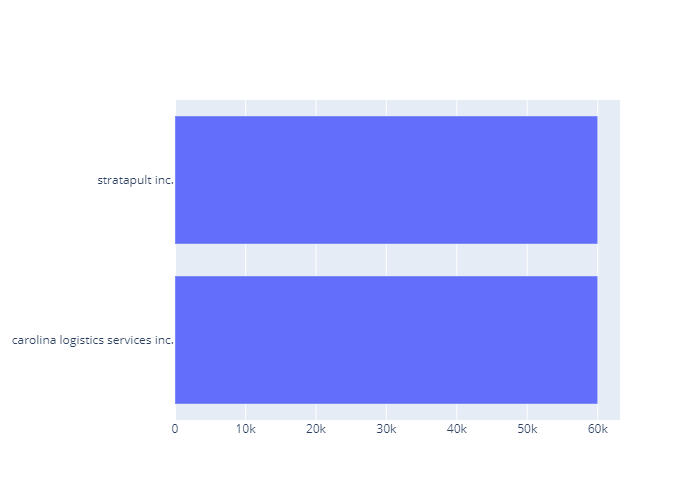 stratapult inc.
carolina logistics services inc.
0 10k 20k 30k 40k 50k 60k